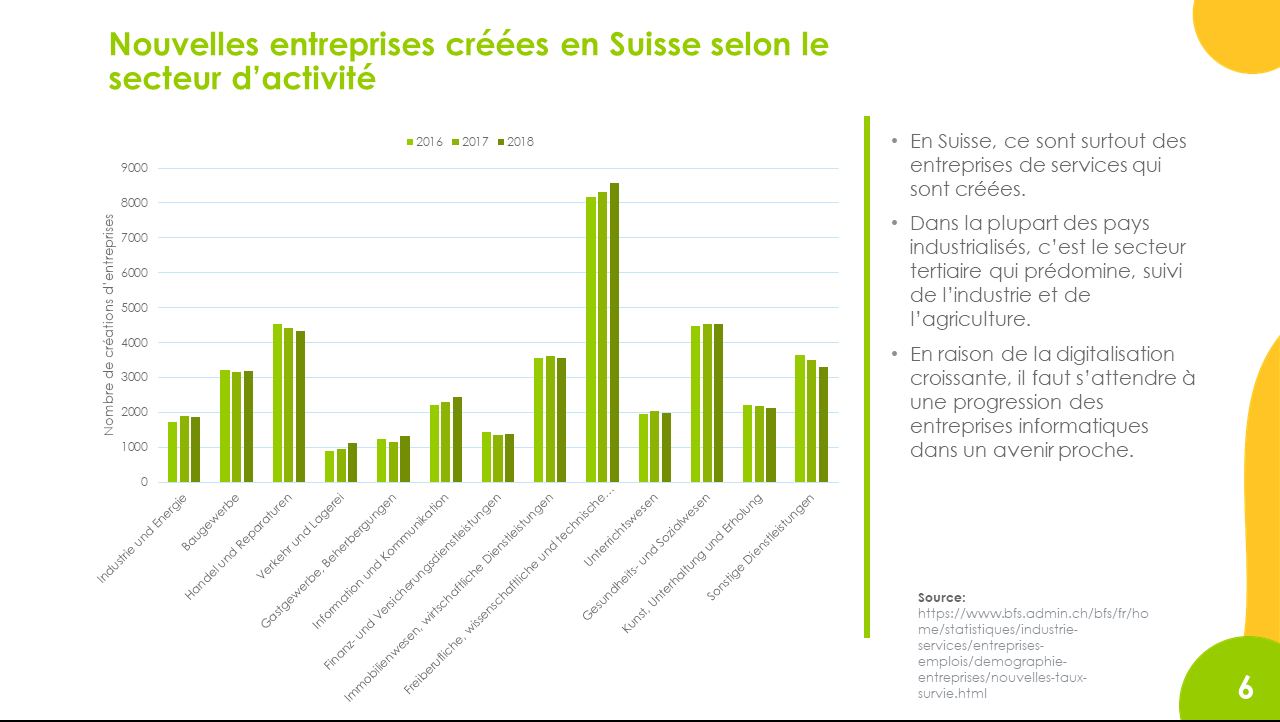 Nouvelles entreprises créées en Suisse selon le
secteur d’activité
2016 2017 2018
Nombre de créations d’entreprises
9000
8000
7000
6000
5000
4000
3000
2000
1000
0
Industrie und Energie
Baugewerbe
Handel und Reparaturen
Verkehr und Lagerei
Gastgewerbe, Beherbergungen
Information und Kommunikation
Finanz- und Versicherungsdienstleistungen
Immobilienwesen, wirtschaftliche Dienstleistungen
Freiberufliche, wissenschaftliche und technische…
Unterrichtswesen
Gesundheits- und Sozialwesen
Kunst, Unterhaltung und Erholung
Sonstige Dienstleistungen
• En Suisse, ce sont surtout des
entreprises de services qui
sont créées.
• Dans la plupart des pays
industrialisés, c’est le secteur
tertiaire qui prédomine, suivi
de l’industrie et de
l’agriculture.
• En raison de la digitalisation
croissante, il faut s’attendre à
une progression des
entreprises informatiques
dans un avenir proche.
Source:
https://www.bfs.admin.ch/bfs/fr/ho
me/statistiques/industrie-
services/entreprises-
emplois/demographie-
entreprises/nouvelles-taux-
survie.html
6